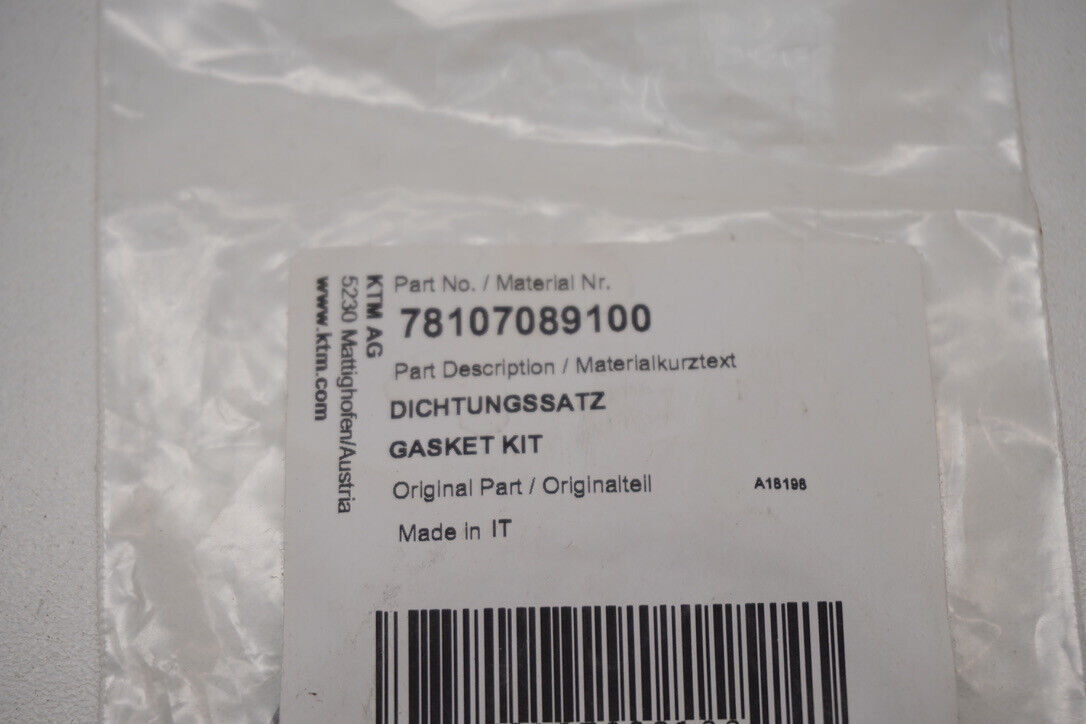 KTM AG
5230 Mattighofen/Austria
www.ktm.com
Part No. / Material Nr.
78107089100
Part Description / Materialkurztext
DICHTUNGSSATZ
GASKET KIT
Original Part / Originalteil
A16196
Made in IT